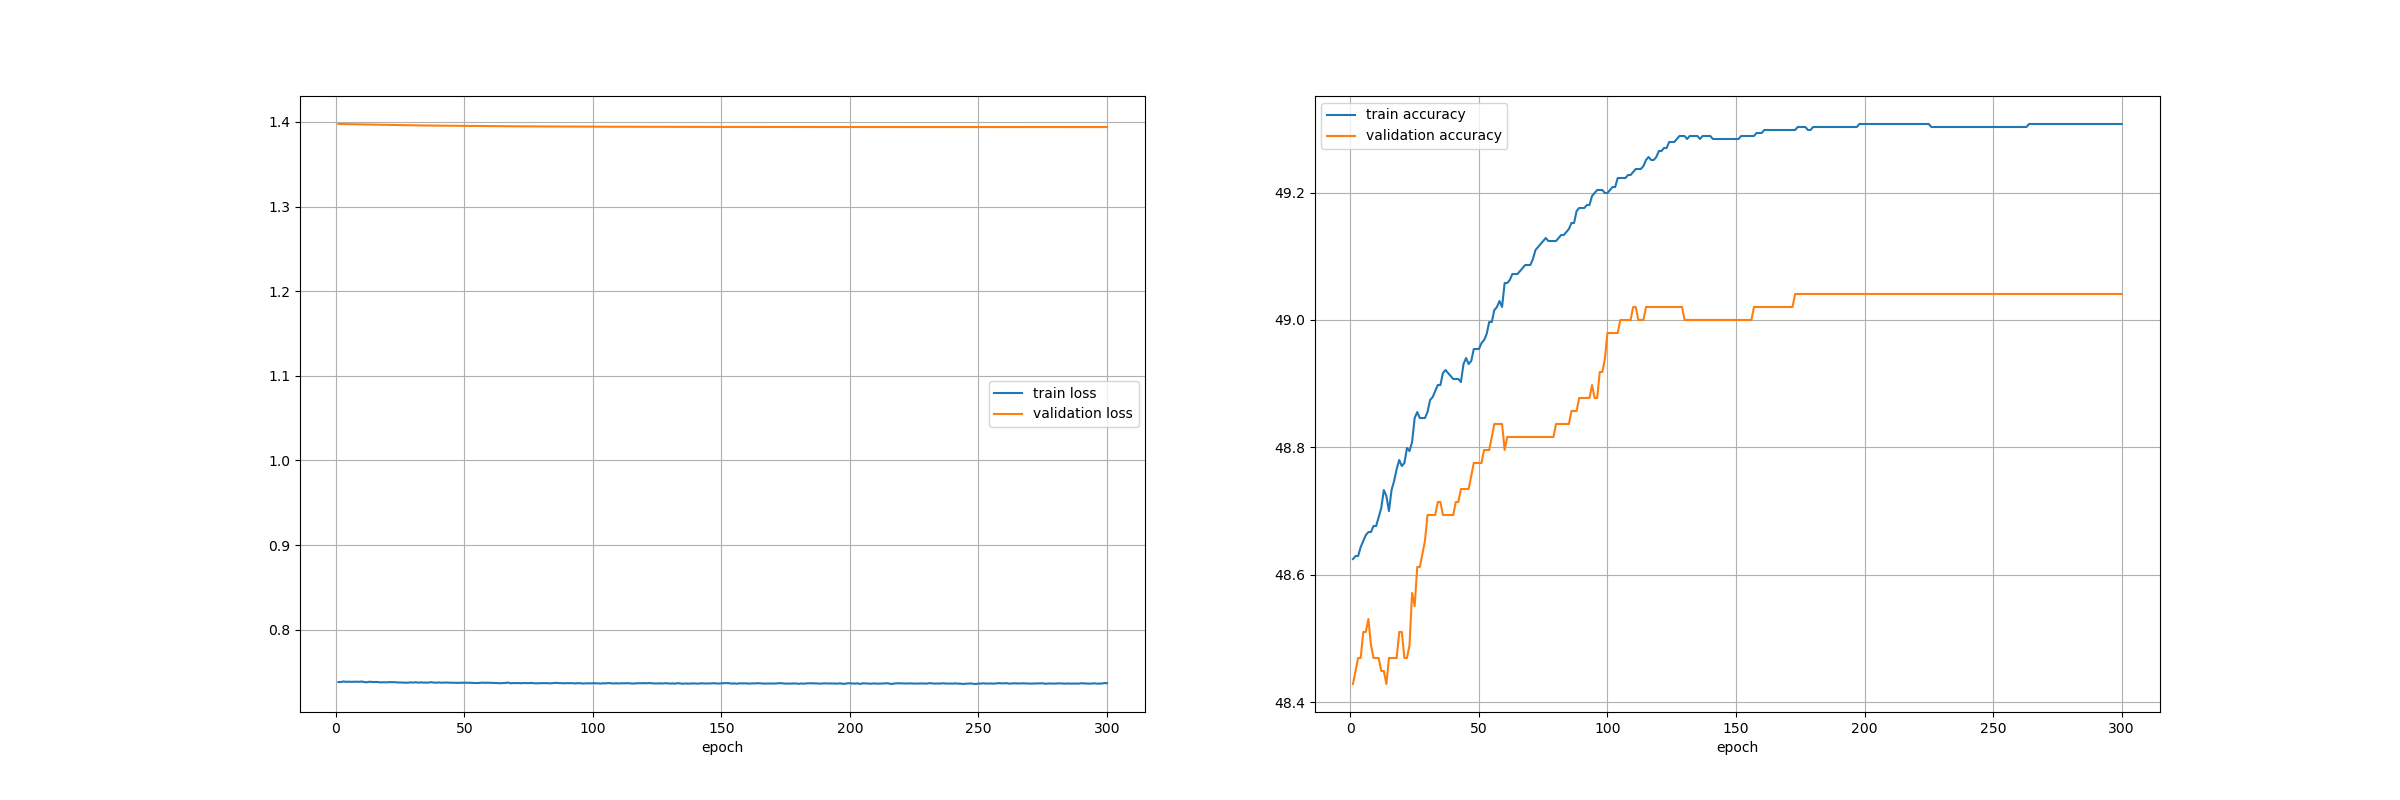 1.4
1.3
1.2
1.1
1.0
0.9
0.8
train loss
validation loss
0 50 100 150 200 250 300
epoch
train accuracy
validation accuracy
49.2
49.0
48.8
48.6
48.4
0 50 100 150 200 250 300
epoch